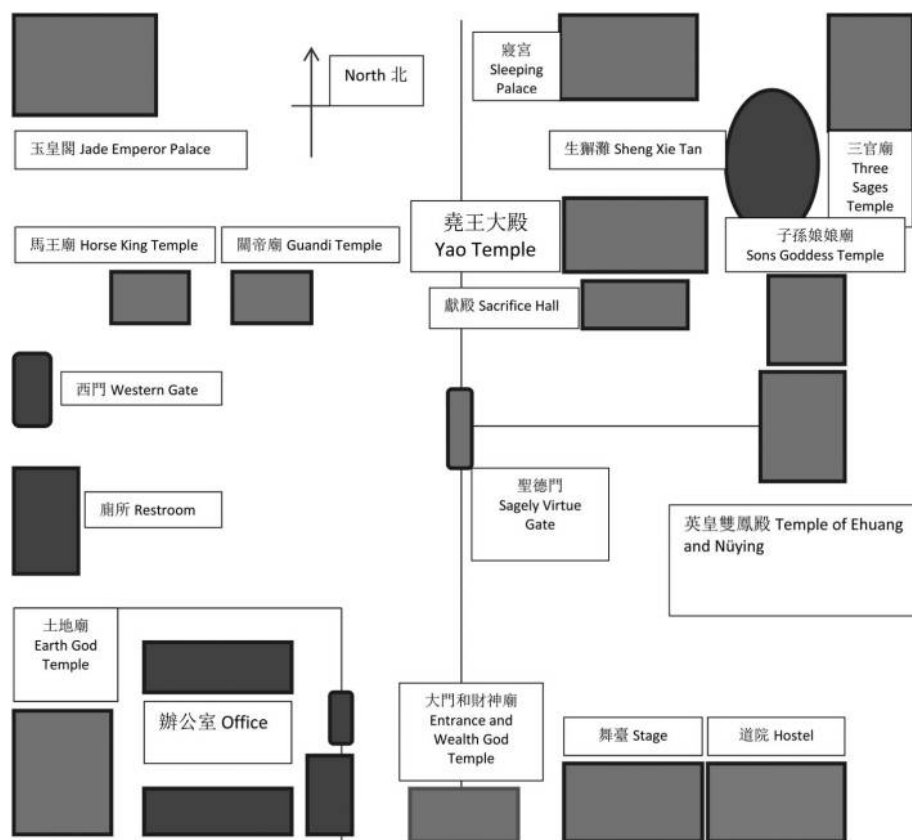 North 北
寢宮
Sleeping
Palace
玉皇閣 Jade Emperor Palace
生獬灘 Sheng Xie Tan
三官廟
Three
Sages
Temple
馬王廟 Horse King Temple
關帝廟 Guandi Temple
堯王大殿
Yao Temple
子孫娘娘廟
Sons Goddess Temple
獻殿 Sacrifice Hall
西門 Western Gate
廁所 Restroom
聖德門
Sagely Virtue
Gate
英皇雙鳳殿 Temple of Ehuang
and Nüying
土地廟
Earth God
Temple
辦公室 Office
大門和財神廟
Entrance and
Wealth God
Temple
舞臺 Stage
道院 Hostel